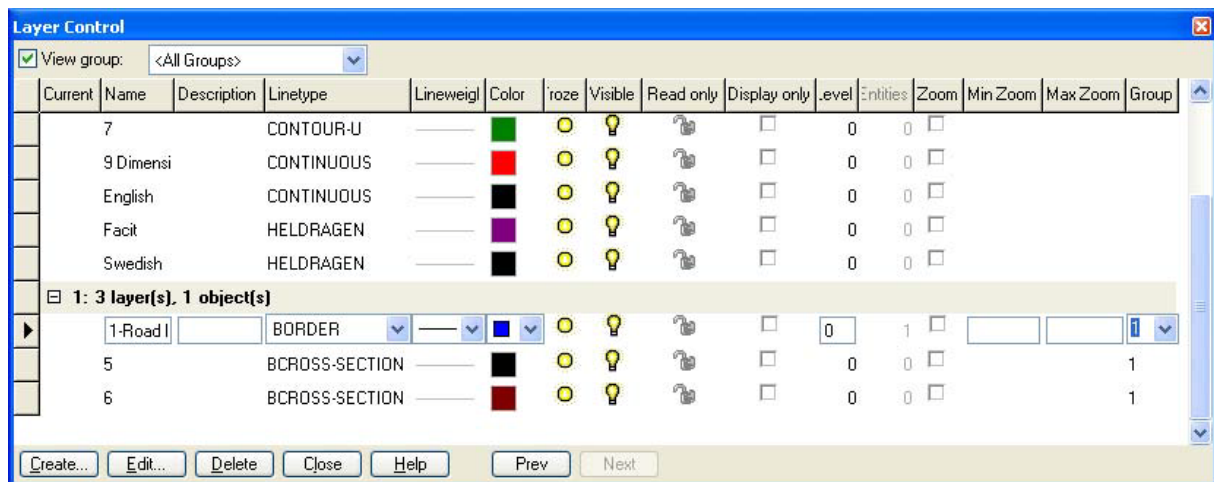 Layer Control
View group: <All Groups>
Current Name Description Linetype Lineweigl Color roze Visible Read only Display only evel Entities Zoom Min Zoom Max Zoom Group
7 CONTOUR-U 0 0
9 Dimensi CONTINUOUS 0 0
English CONTINUOUS 0 0
Facit HELDRAGEN 0 0
Swedish HELDRAGEN 0 0
1: 3 layer(s), 1 object(s)
1-Road BORDER 0 1 1
5 BCROSS-SECTION 0 0 1
6 BCROSS-SECTION 0 0 1
Create... Edit... Delete Close Help Prev Next